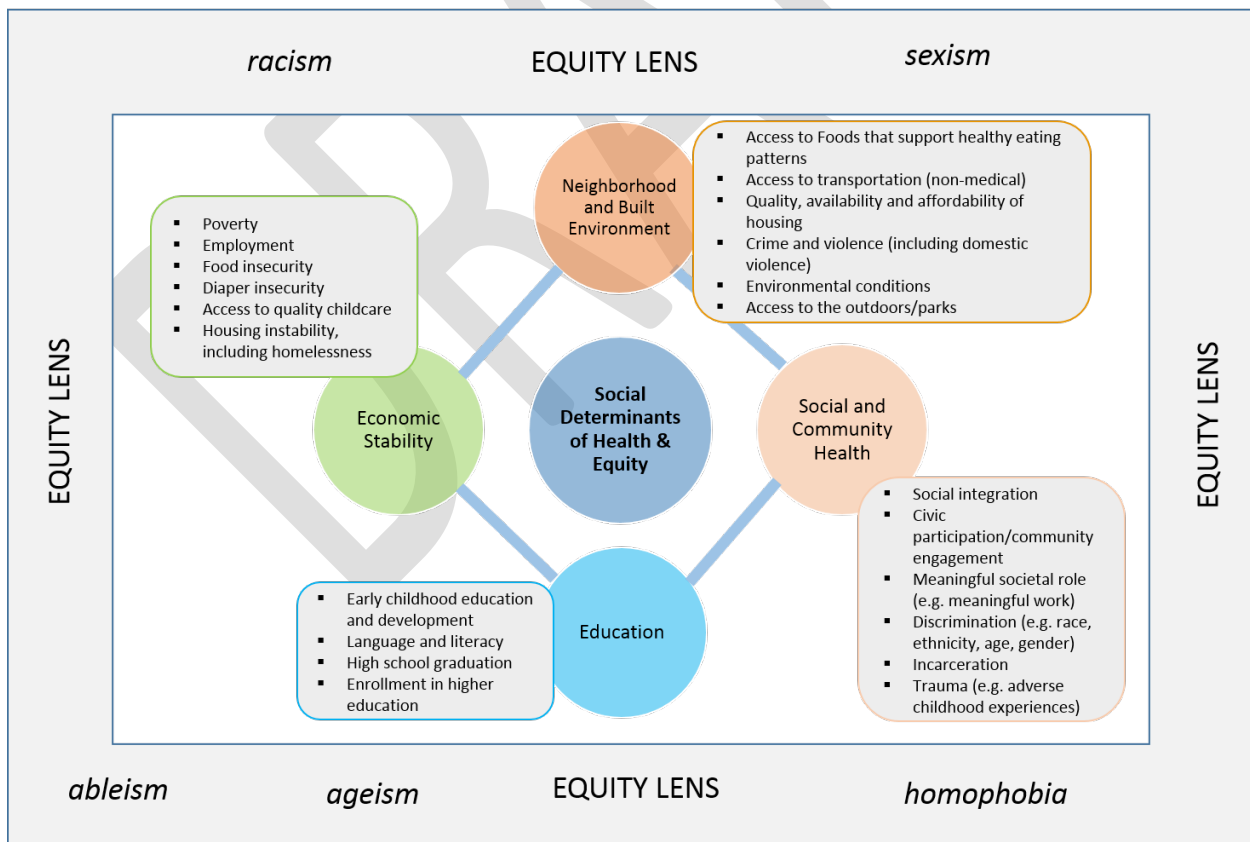 racism
EQUITY LENS
sexism
Neighborhood
and Built
Environment
▪ Access to Foods that support healthy eating
patterns
▪ Access to transportation (non-medical)
▪ Quality, availability and affordability of
housing
▪ Crime and violence (including domestic
violence)
▪ Environmental conditions
▪ Access to the outdoors/parks
▪ Poverty
▪ Employment
▪ Food insecurity
▪ Diaper insecurity
▪ Access to quality childcare
▪ Housing instability,
including homelessness
EQUITY LENS
Economic
Stability
Social
Determinants
of Health &
Equity
Social and
Community
Health
EQUITY LENS
▪ Social integration
▪ Civic
participation/community
engagement
▪ Meaningful societal role
(e.g. meaningful work)
▪ Discrimination (e.g. race,
ethnicity, age, gender)
▪ Incarceration
▪ Trauma (e.g. adverse
childhood experiences)
▪ Early childhood education
and development
▪ Language and literacy
▪ High school graduation
▪ Enrollment in higher
education
Education
ableism
ageism
EQUITY LENS
homophobia